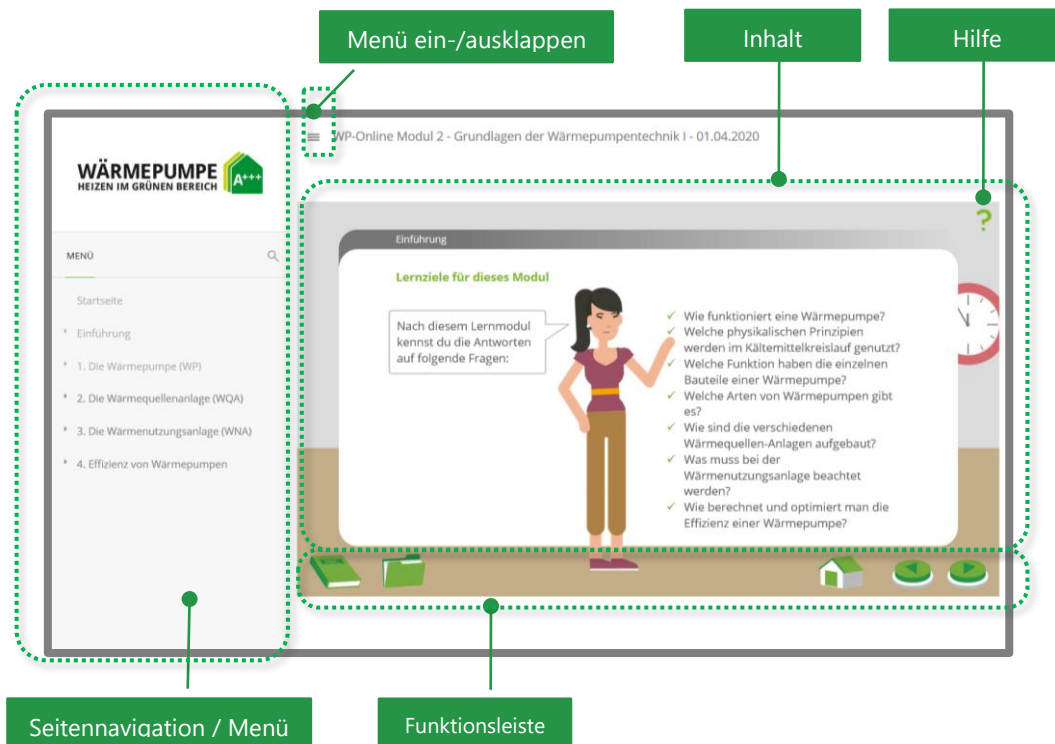 Menü ein-/ausklappen
Inhalt
Hilfe
WP-Online Modul 2 - Grundlagen der Wärmepumpentechnik I - 01.04.2020
WÄRMEPUMPE
HEIZEN IM GRÜNEN BEREICH
A+++
MENÜ
Startseite
Einführung
1. Die Wärmepumpe (WP)
2. Die Wärmequellenanlage (WQA)
3. Die Wärmenutzungsanlage (WNA)
4. Effizienz von Wärmepumpen
?
Einführung
Lernziele für dieses Modul
Nach diesem Lernmodul
kennst du die Antworten
auf folgende Fragen:
✓ Wie funktioniert eine Wärmepumpe?
✓ Welche physikalischen Prinzipien
werden im Kältemittelkreislauf genutzt?
✓ Welche Funktion haben die einzelnen
Bauteile einer Wärmepumpe?
✓ Welche Arten von Wärmepumpen gibt
es?
✓ Wie sind die verschiedenen
Wärmequellen-Anlagen aufgebaut?
✓ Was muss bei der
Wärmenutzungsanlage beachtet
werden?
✓ Wie berechnet und optimiert man die
Effizienz einer Wärmepumpe?
Seitennavigation / Menü
Funktionsleiste